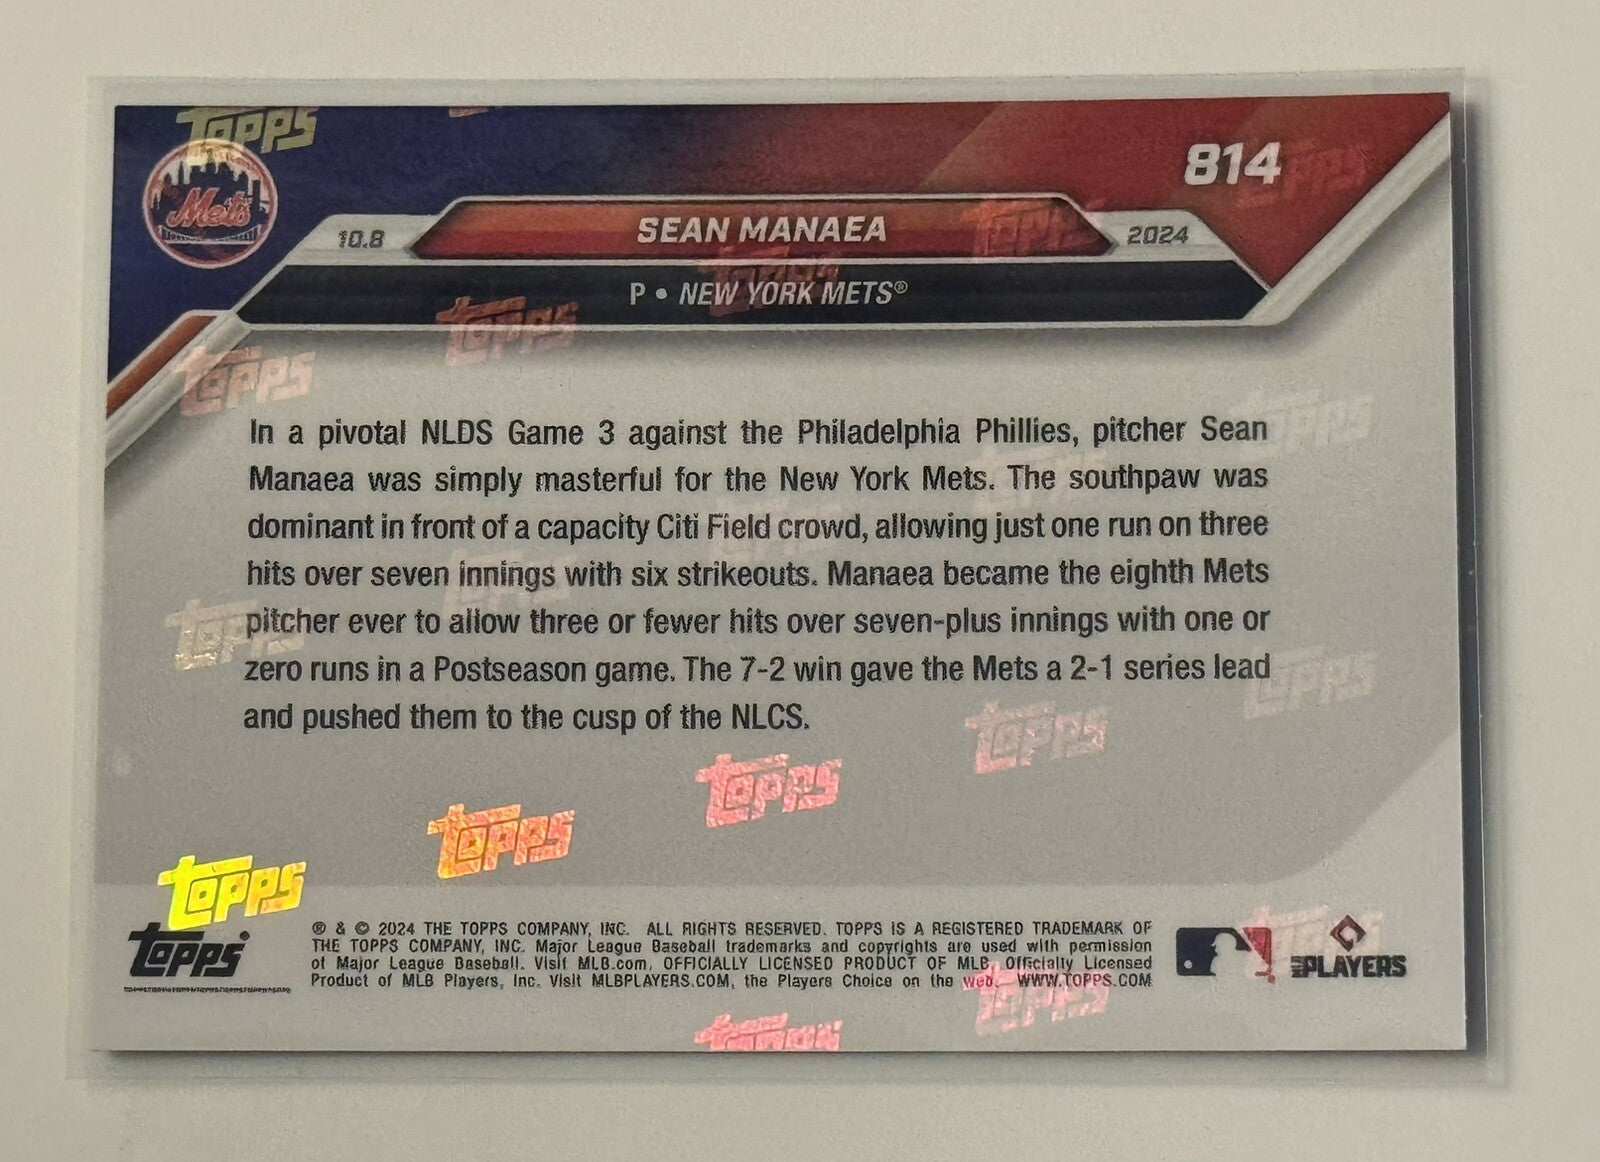 Topps
814
Mets
SEAN MANAEA
10.8
2024
P • NEW YORK METS®
In a pivotal NLDS Game 3 against the Philadelphia Phillies, pitcher Sean
Manaea was simply masterful for the New York Mets. The southpaw was
dominant in front of a capacity Citi Field crowd, allowing just one run on three
hits over seven innings with six strikeouts. Manaea became the eighth Mets
pitcher ever to allow three or fewer hits over seven-plus innings with one or
zero runs in a Postseason game. The 7-2 win gave the Mets a 2-1 series lead
and pushed them to the cusp of the NLCS.
Topps
Topps
Topps
Topps
Topps
topps®
® & © 2024 THE TOPPS COMPANY, INC. ALL RIGHTS RESERVED. TOPPS IS A REGISTERED TRADEMARK OF
THE TOPPS COMPANY, INC. Major League Baseball trademarks and copyrights are used with permission
of Major League Baseball. Visit MLB.com. OFFICIALLY LICENSED PRODUCT OF MLB Officially Licensed
Product of MLB Players, Inc. Visit MLBPLAYERS.COM, the Players Choice on the web. WWW.TOPPS.COM
MLB PLAYERS